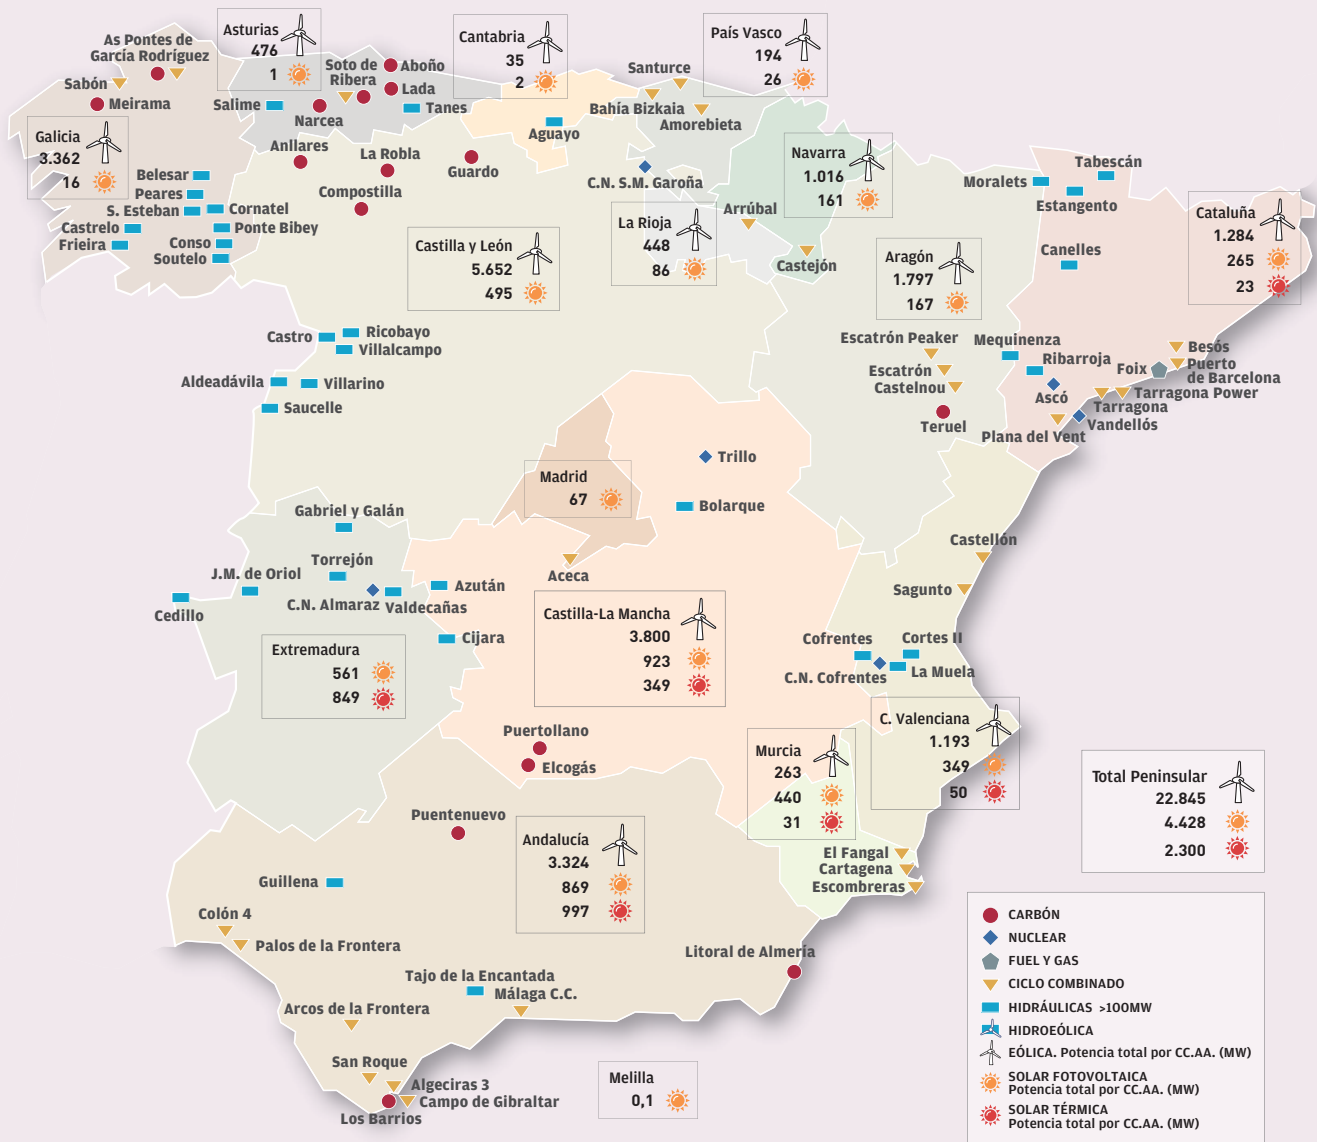 Asturias
476
1
Cantabria
35
2
País Vasco
194
26
As Pontes de
García Rodríguez
Sabón
Meirama
Soto de
Ribera
Aboño
Lada
Salime
Narcea
Tanes
Santurce
Bahía Bizkaia
Amorebieta
Aguayo
Galicia
3.362
16
Anllares
La Robla
Compostilla
Guardo
C.N. S.M. Garoña
Navarra
1.016
161
Tabescán
Moralets
Estangento
Belesar
Peares
S. Esteban
Cornatel
Castrelo
Ponte Bibey
Frieira
Conso
Soutelo
Castilla y León
5.652
495
La Rioja
448
86
Arrúbal
Castejón
Aragón
1.797
167
Canelles
Cataluña
1.284
265
23
Castro
Ricobayo
Villalcampo
Aldeadávila
Villarino
Saucelle
Escatrón Peaker
Escatrón
Castelnou
Teruel
Mequinenza
Ribarroja
Ascó
Foix
Besós
Puerto
de Barcelona
Tarragona Power
Tarragona
Vandellós
Plana del Vent
Trillo
Madrid
67
Bolarque
Gabriel y Galán
Torrejón
J.M. de Oriol
C.N. Almaraz
Valdecañas
Cedillo
Azután
Cijara
Aceca
Castellón
Sagunto
Castilla-La Mancha
3.800
923
349
Cofrentes
Cortes II
C.N. Cofrentes
La Muela
Extremadura
561
849
Puertollano
Elcogás
Murcia
263
440
31
C. Valenciana
1.193
349
50
Total Peninsular
22.845
4.428
2.300
Puentenuevo
Andalucía
3.324
869
997
El Fangal
Cartagena
Escombreras
Guillena
Colón 4
Palos de la Frontera
Litoral de Almería
Tajo de la Encantada
Málaga C.C.
Arcos de la Frontera
San Roque
Algeciras 3
Campo de Gibraltar
Los Barrios
Melilla
0,1
CARBÓN
NUCLEAR
FUEL Y GAS
CICLO COMBINADO
HIDRÁULICAS >100MW
HIDROEÓLICA
EÓLICA. Potencia total por CC.AA. (MW)
SOLAR FOTOVOLTAICA
Potencia total por CC.AA. (MW)
SOLAR TÉRMICA
Potencia total por CC.AA. (MW)